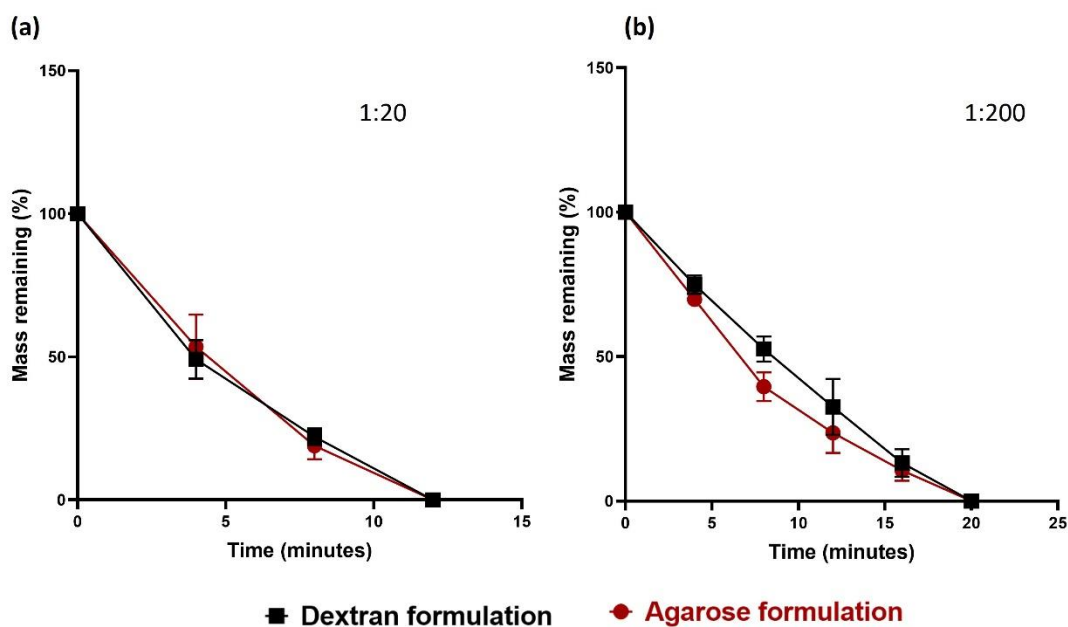 (a)
150
100
50
0
0
5
10
15
Mass remaining (%)
Time (minutes)
1:20
(b)
150
100
50
0
0
5
10
15
20
25
Mass remaining (%)
Time (minutes)
1:200
Dextran formulation
Agarose formulation